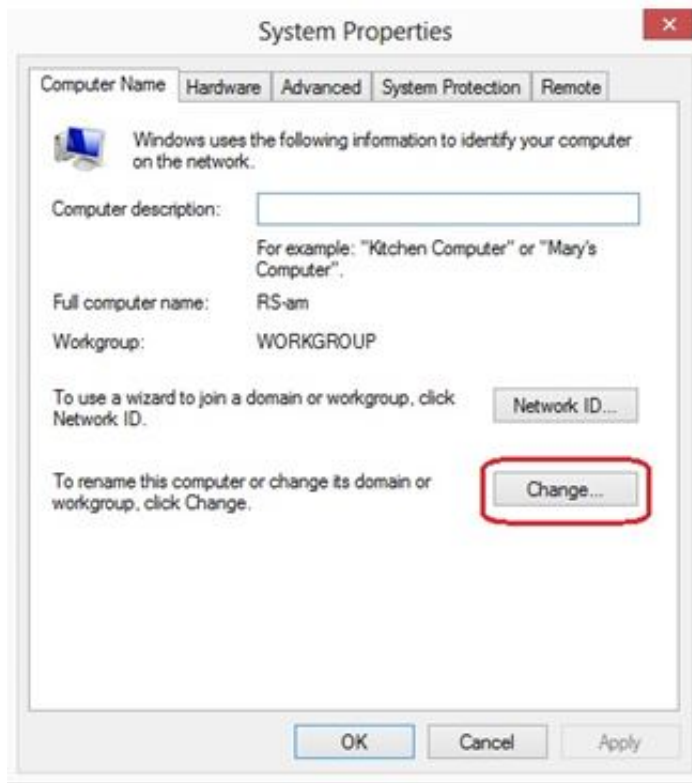 System Properties
Computer Name Hardware Advanced System Protection Remote
Windows uses the following information to identify your computer
on the network.
Computer description:
For example: "Kitchen Computer" or "Mary's
Computer".
Full computer name: RS-am
Workgroup: WORKGROUP
To use a wizard to join a domain or workgroup, click
Network ID.
Network ID...
To rename this computer or change its domain or
workgroup, click Change.
Change...
OK Cancel Apply